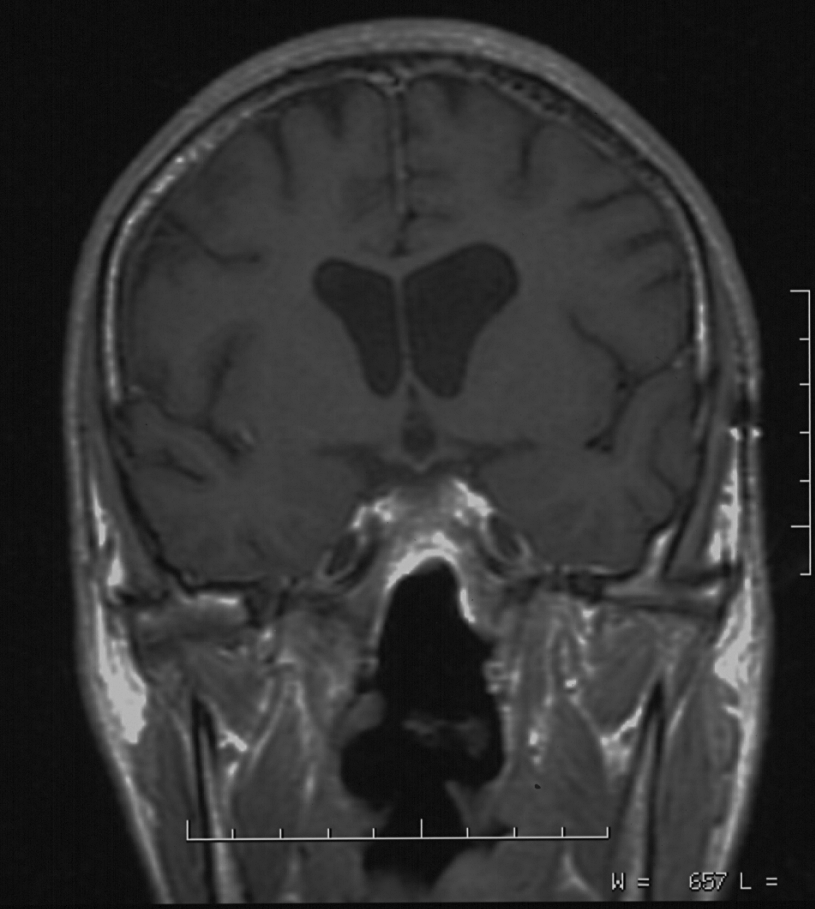 W = 657 L =